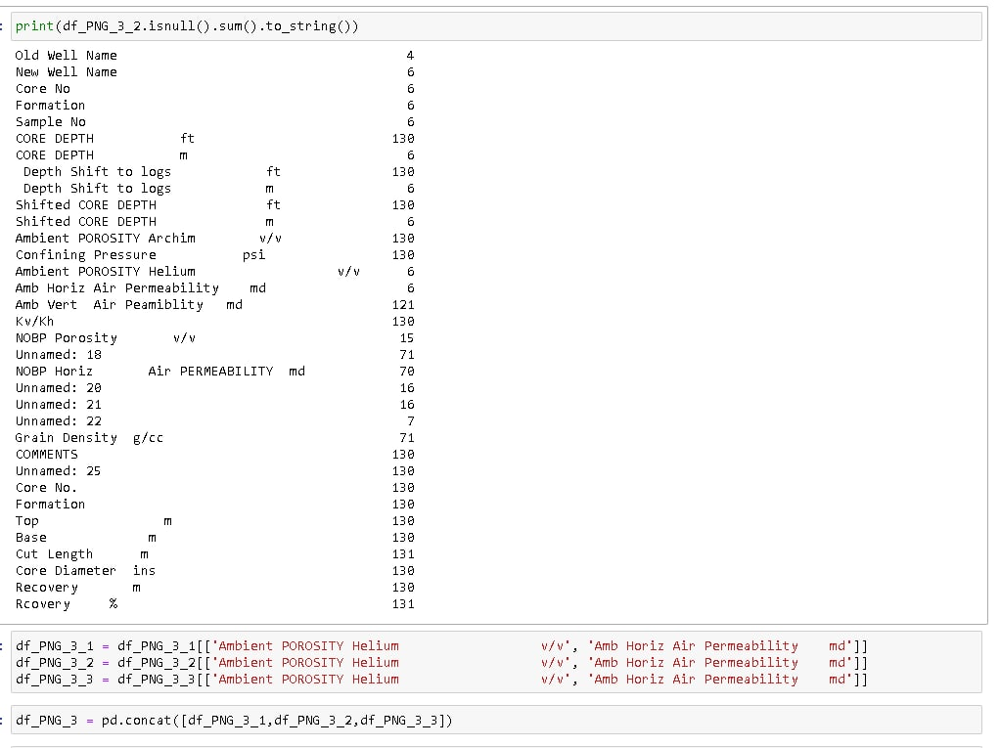 : print(df_PNG_3_2.isnull().sum().to_string())
Old Well Name 4
New Well Name 6
Core No 6
Formation 6
Sample No 6
CORE DEPTH ft 130
CORE DEPTH m 6
Depth Shift to logs ft 130
Depth Shift to logs m 6
Shifted CORE DEPTH ft 130
Shifted CORE DEPTH m 6
Ambient POROSITY Archim v/v 130
Confining Pressure psi 130
Ambient POROSITY Helium v/v 6
Amb Horiz Air Permeability md 6
Amb Vert Air Peamiblity md 121
Kv/Kh 130
NOBP Porosity v/v 15
Unnamed: 18 71
NOBP Horiz Air PERMEABILITY md 70
Unnamed: 20 16
Unnamed: 21 16
Unnamed: 22 7
Grain Density g/cc 71
COMMENTS 130
Unnamed: 25 130
Core No. 130
Formation 130
Top m 130
Base m 130
Cut Length m 131
Core Diameter ins 130
Recovery m 130
Rcovery % 131
: df_PNG_3_1 = df_PNG_3_1[['Ambient POROSITY Helium v/v', 'Amb Horiz Air Permeability md']]
df_PNG_3_2 = df_PNG_3_2[['Ambient POROSITY Helium v/v', 'Amb Horiz Air Permeability md']]
df_PNG_3_3 = df_PNG_3_3[['Ambient POROSITY Helium v/v', 'Amb Horiz Air Permeability md']]
: df_PNG_3 = pd.concat([df_PNG_3_1,df_PNG_3_2,df_PNG_3_3])